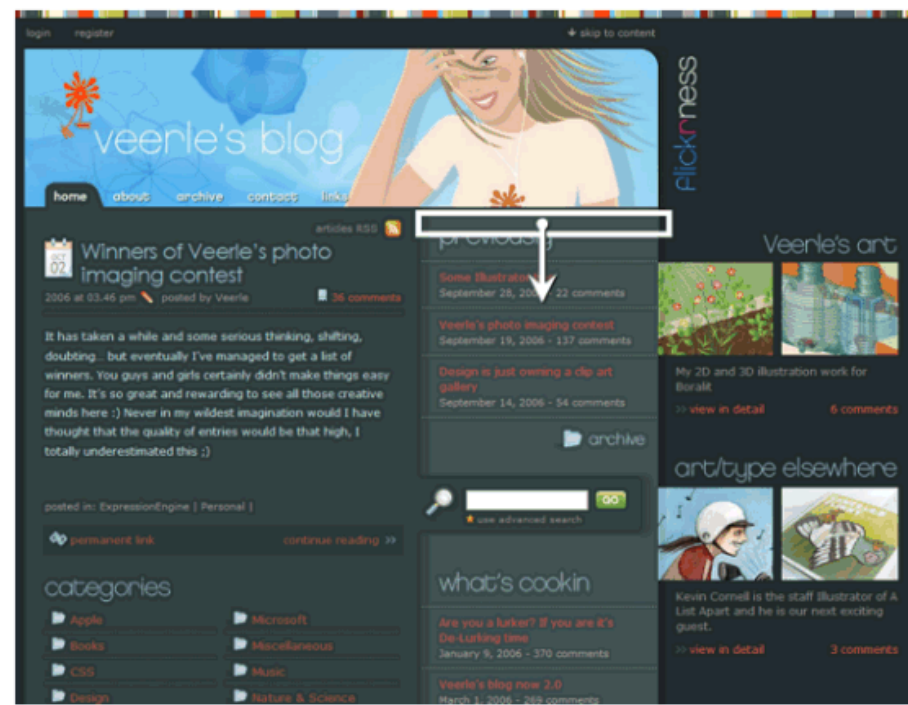 login register
skip to content
flickrness
veerle's blog
home about archive contact links
articles RSS
OCT
02
Winners of Veerle's photo
imaging contest
2006 at 03.46 pm posted by Veerle
36 comments
It has taken a while and some serious thinking, shifting,
doubting... but eventually I've managed to get a list of
winners. You guys and girls certainly didn't make things easy
for me. It's so great and rewarding to see all those creative
minds here :) Never in my wildest imagination would I have
thought that the quality of entries would be that high, I
totally underestimated this ;)
posted in: ExpressionEngine | Personal |
permanent link
continue reading >>
categories
Apple
Books
CSS
Design
Microsoft
Miscellaneous
Music
Nature & Science
previously
Some Illustrator
September 28, - 22 comments
Veerle's photo imaging contest
September 19, 2006 - 137 comments
Design is just owning a clip art
gallery
September 14, 2006 - 54 comments
archive
GO
use advanced search
what's cookin
Are you a lurker? If you are it's
De-Lurking time
January 9, 2006 - 370 comments
Veerle's blog now 2.0
March 1, 2006 - 269 comments
Veerle's art
My 2D and 3D illustration work for
Boralit
>> view in detail
6 comments
art/type elsewhere
Kevin Cornell is the staff Illustrator of A
List Apart and he is our next exciting
guest.
>> view in detail
3 comments